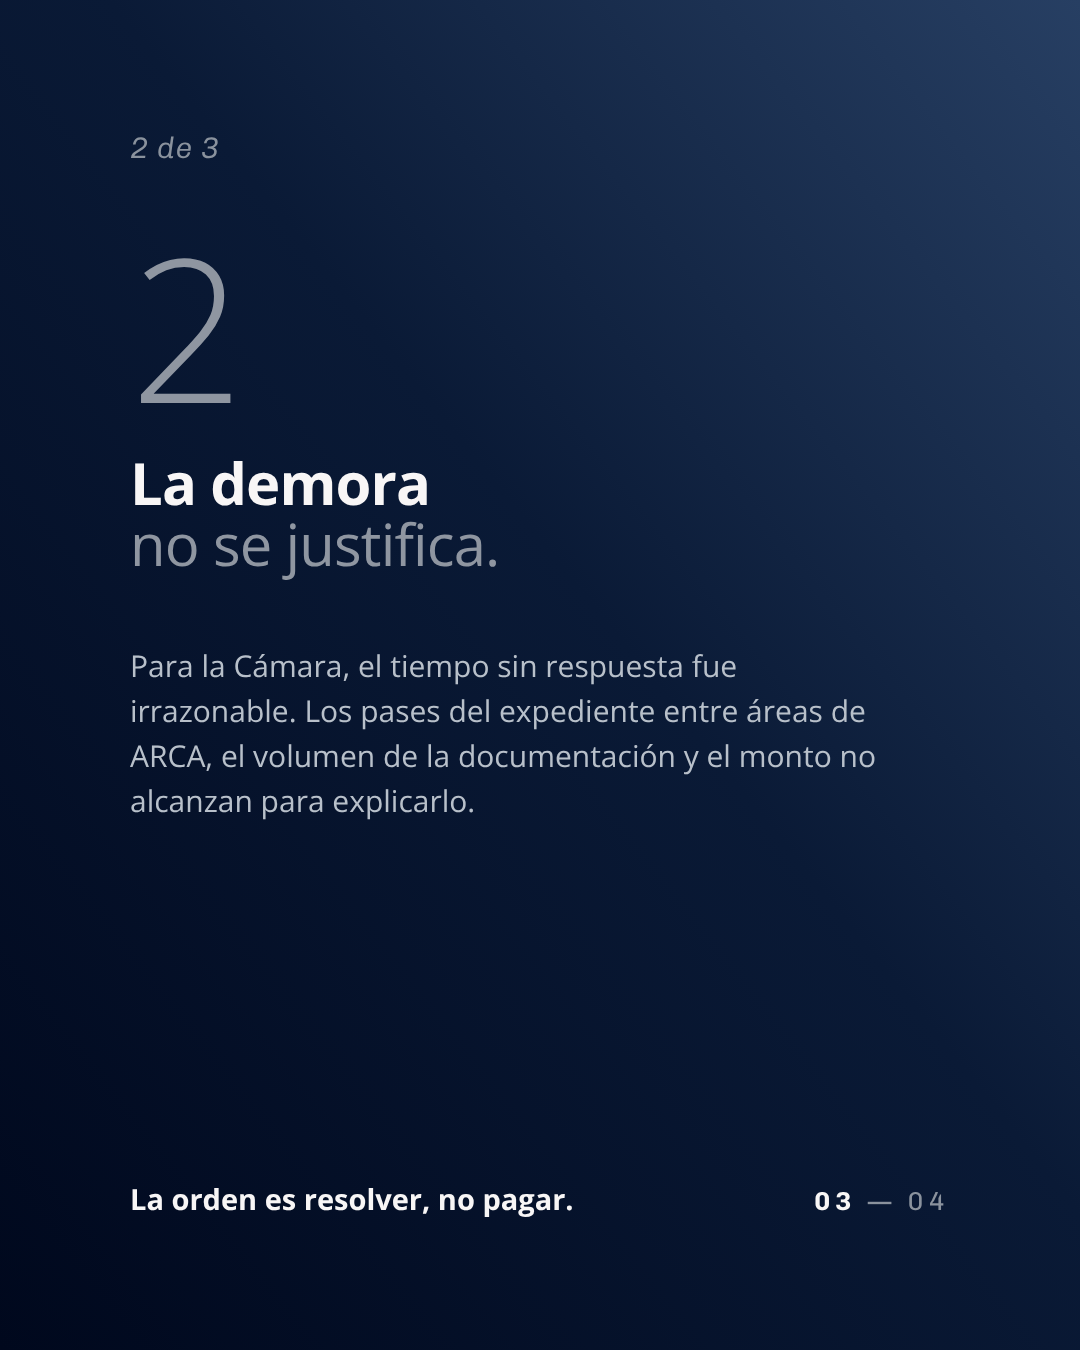 2 de 3
2
La demora
no se justifica.
Para la Cámara, el tiempo sin respuesta fue
irrazonable. Los pases del expediente entre áreas de
ARCA, el volumen de la documentación y el monto no
alcanzan para explicarlo.
La orden es resolver, no pagar.
03 — 04